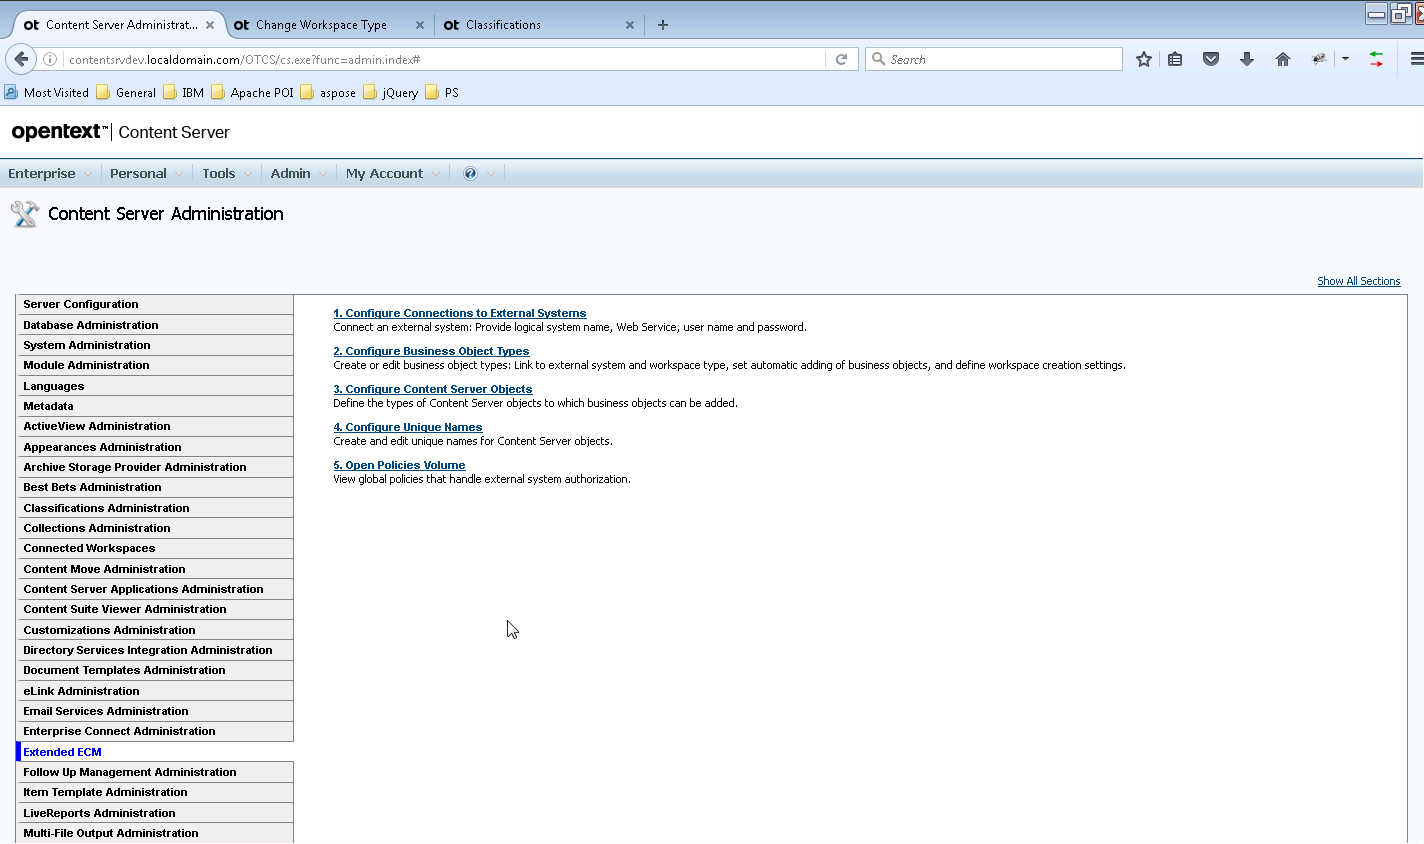 ot Content Server Administrat... ot Change Workspace Type ot Classifications
contentsrvdev.localdomain.com/OTCS/cs.exe?func=admin.index# Search
Most Visited General IBM Apache POI aspose jQuery PS
opentext™ | Content Server
Enterprise Personal Tools Admin My Account ?
Content Server Administration
Show All Sections
Server Configuration
Database Administration
System Administration
Module Administration
Languages
Metadata
ActiveView Administration
Appearances Administration
Archive Storage Provider Administration
Best Bets Administration
Classifications Administration
Collections Administration
Connected Workspaces
Content Move Administration
Content Server Applications Administration
Content Suite Viewer Administration
Customizations Administration
Directory Services Integration Administration
Document Templates Administration
eLink Administration
Email Services Administration
Enterprise Connect Administration
Extended ECM
Follow Up Management Administration
Item Template Administration
LiveReports Administration
Multi-File Output Administration
1. Configure Connections to External Systems
Connect an external system: Provide logical system name, Web Service, user name and password.
2. Configure Business Object Types
Create or edit business object types: Link to external system and workspace type, set automatic adding of business objects, and define workspace creation settings.
3. Configure Content Server Objects
Define the types of Content Server objects to which business objects can be added.
4. Configure Unique Names
Create and edit unique names for Content Server objects.
5. Open Policies Volume
View global policies that handle external system authorization.